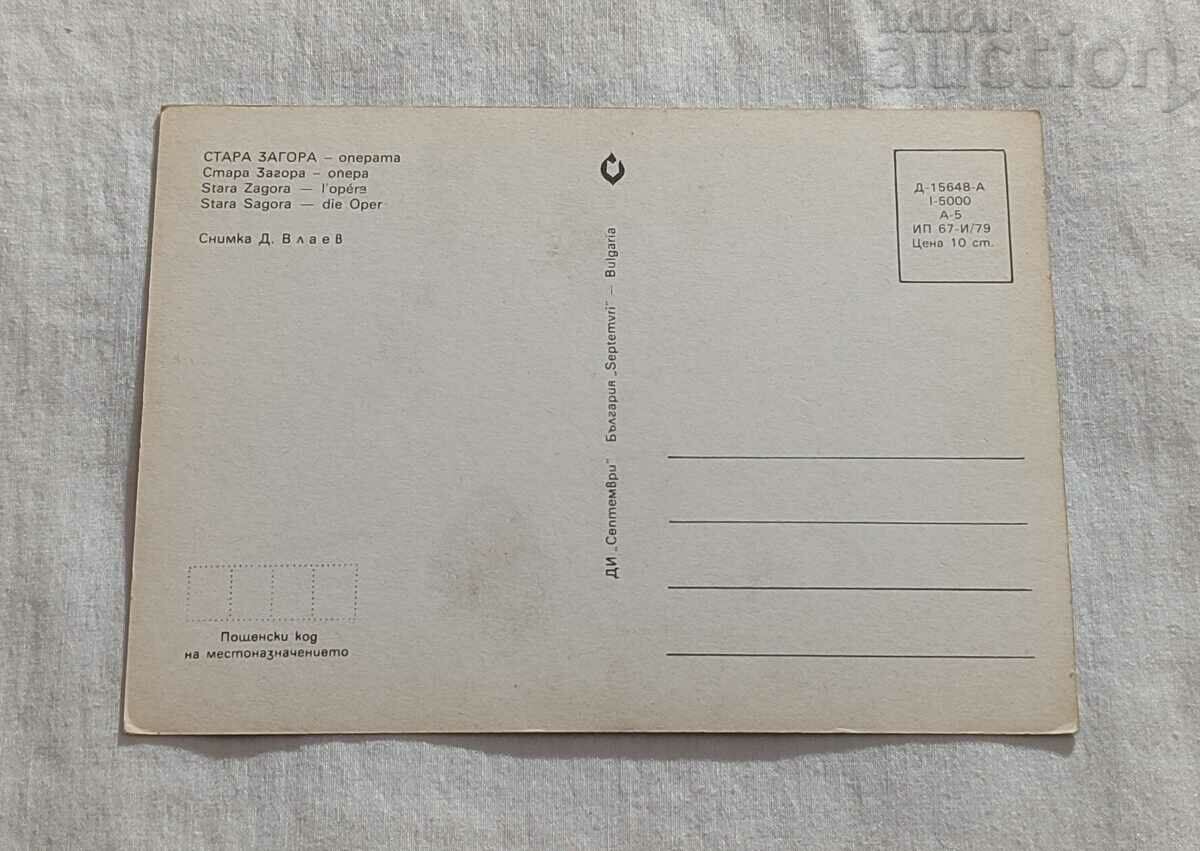 auction
СТАРА ЗАГОРА – операта
Стара Загора – опера
Stara Zagora — l'opéra
Stara Sagora — die Oper
Снимка Д. Влаев
Д-15648-А
I-5000
А-5
ИП 67-И/79
Цена 10 ст.
ДИ „Септември" България „Septemvri" – Bulgaria
Пощенски код
на местоназначението